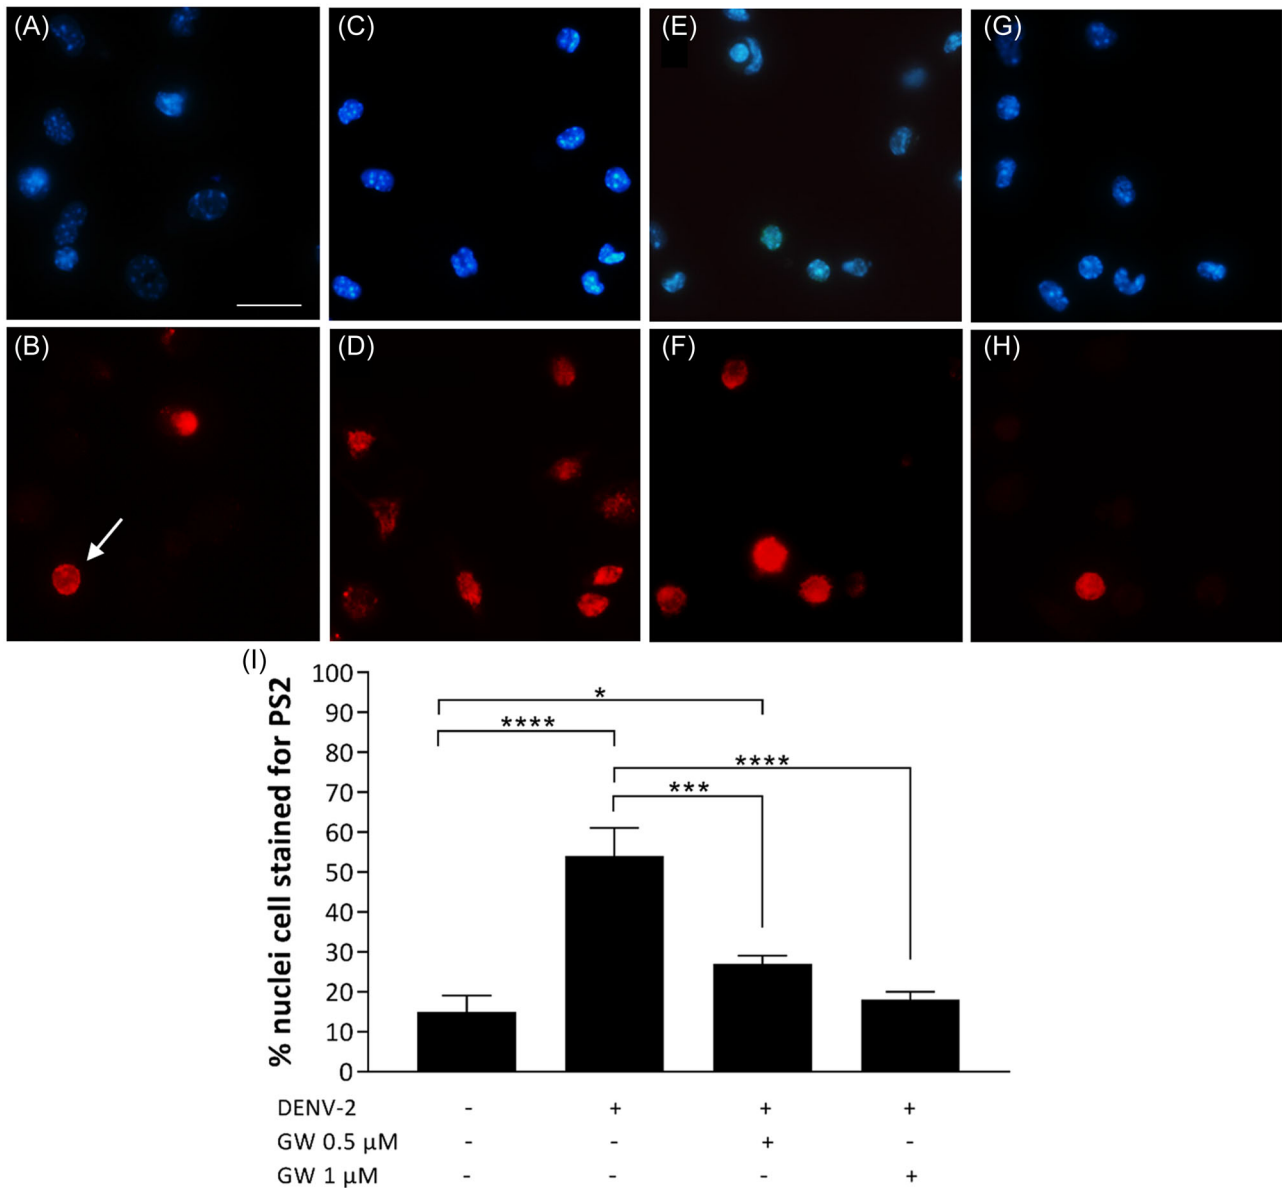 (A) (C) (E) (G)
(B) (D) (F) (H)
(I)
% nuclei cell stained for PS2
100
90
80
70
60
50
40
30
20
10
0
*
****
****
***
DENV-2 - + + +
GW 0.5 µM - - + -
GW 1 µM - - - +